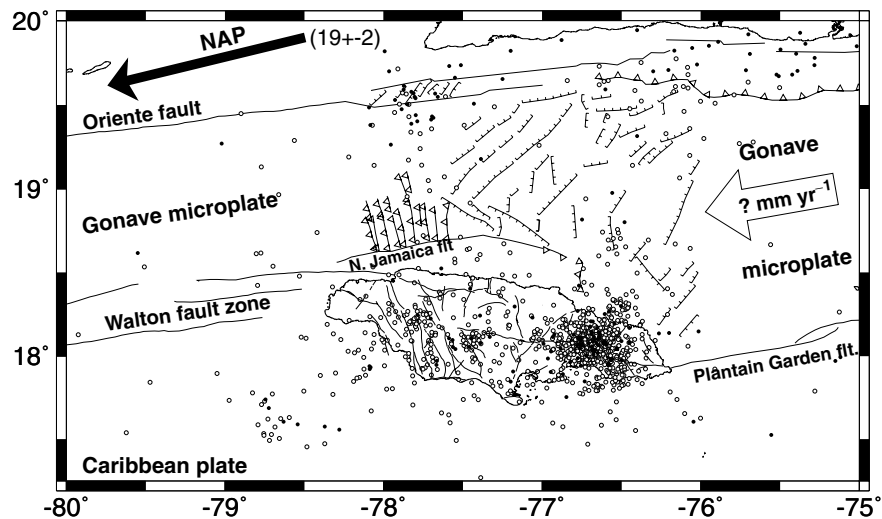 20˚
NAP
(19+-2)
Oriente fault
Gonave
19˚
? mm yr⁻¹
Gonave microplate
N. Jamaica flt
microplate
Walton fault zone
18˚
Plântain Garden flt.
Caribbean plate
-80˚ -79˚ -78˚ -77˚ -76˚ -75˚